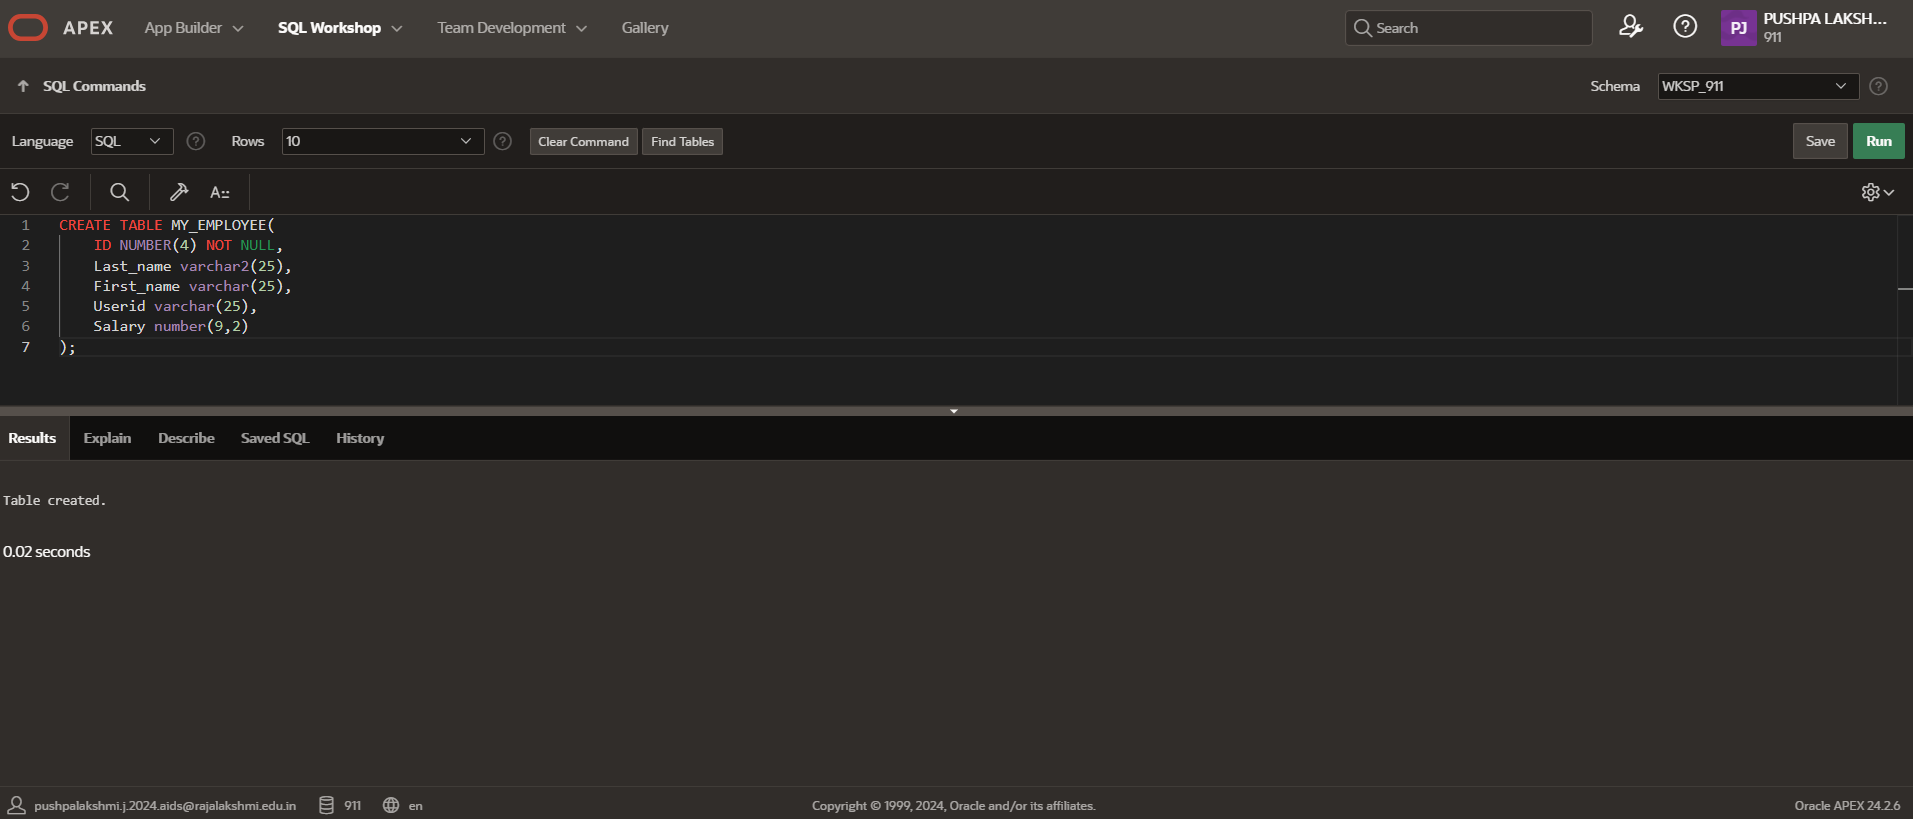 APEX App Builder SQL Workshop Team Development Gallery Search PJ PUSHPA LAKSH...
911
SQL Commands Schema WKSP_911
Language SQL Rows 10 Clear Command Find Tables Save Run
1 CREATE TABLE MY_EMPLOYEE(
2 ID NUMBER(4) NOT NULL,
3 Last_name varchar2(25),
4 First_name varchar(25),
5 Userid varchar(25),
6 Salary number(9,2)
7 );
Results Explain Describe Saved SQL History
Table created.
0.02 seconds
pushpalakshmi.j.2024.aids@rajalakshmi.edu.in 911 en Copyright © 1999, 2024, Oracle and/or its affiliates. Oracle APEX 24.2.6